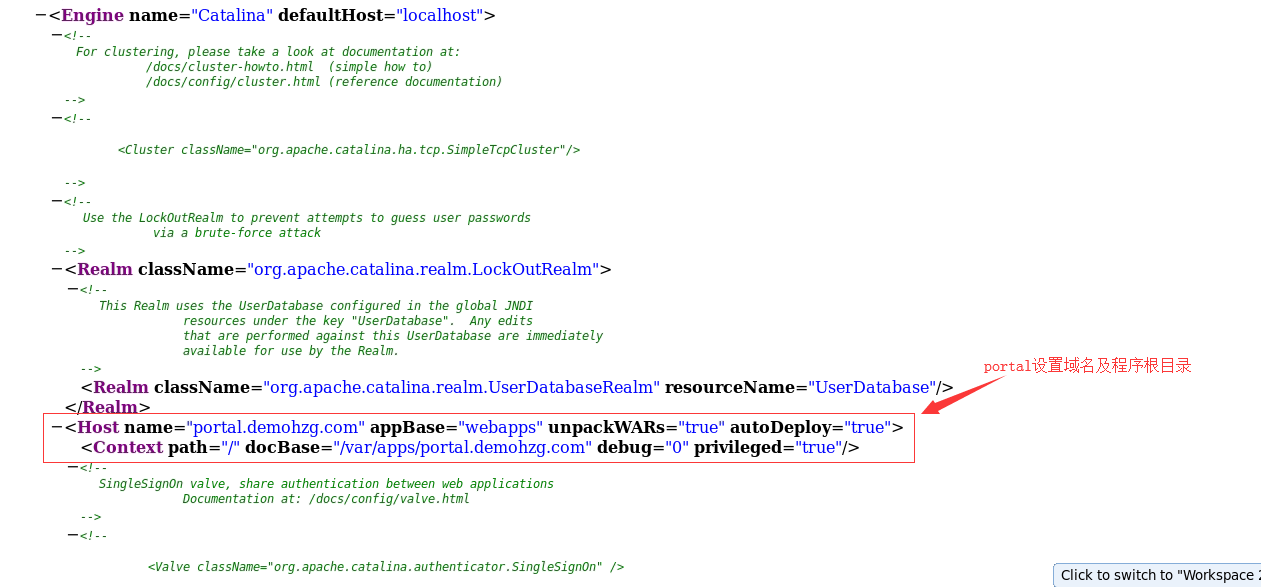 −<Engine name="Catalina" defaultHost="localhost">
−<!--
For clustering, please take a look at documentation at:
/docs/cluster-howto.html (simple how to)
/docs/config/cluster.html (reference documentation)
-->
−<!--
<Cluster className="org.apache.catalina.ha.tcp.SimpleTcpCluster"/>
-->
−<!--
Use the LockOutRealm to prevent attempts to guess user passwords
via a brute-force attack
-->
−<Realm className="org.apache.catalina.realm.LockOutRealm">
−<!--
This Realm uses the UserDatabase configured in the global JNDI
resources under the key "UserDatabase". Any edits
that are performed against this UserDatabase are immediately
available for use by the Realm.
-->
portal设置域名及程序根目录
<Realm className="org.apache.catalina.realm.UserDatabaseRealm" resourceName="UserDatabase"/>
</Realm>
−<Host name="portal.demohzg.com" appBase="webapps" unpackWARs="true" autoDeploy="true">
<Context path="/" docBase="/var/apps/portal.demohzg.com" debug="0" privileged="true"/>
−<!--
SingleSignOn valve, share authentication between web applications
Documentation at: /docs/config/valve.html
-->
−<!--
<Valve className="org.apache.catalina.authenticator.SingleSignOn" />
Click to switch to "Workspace 2